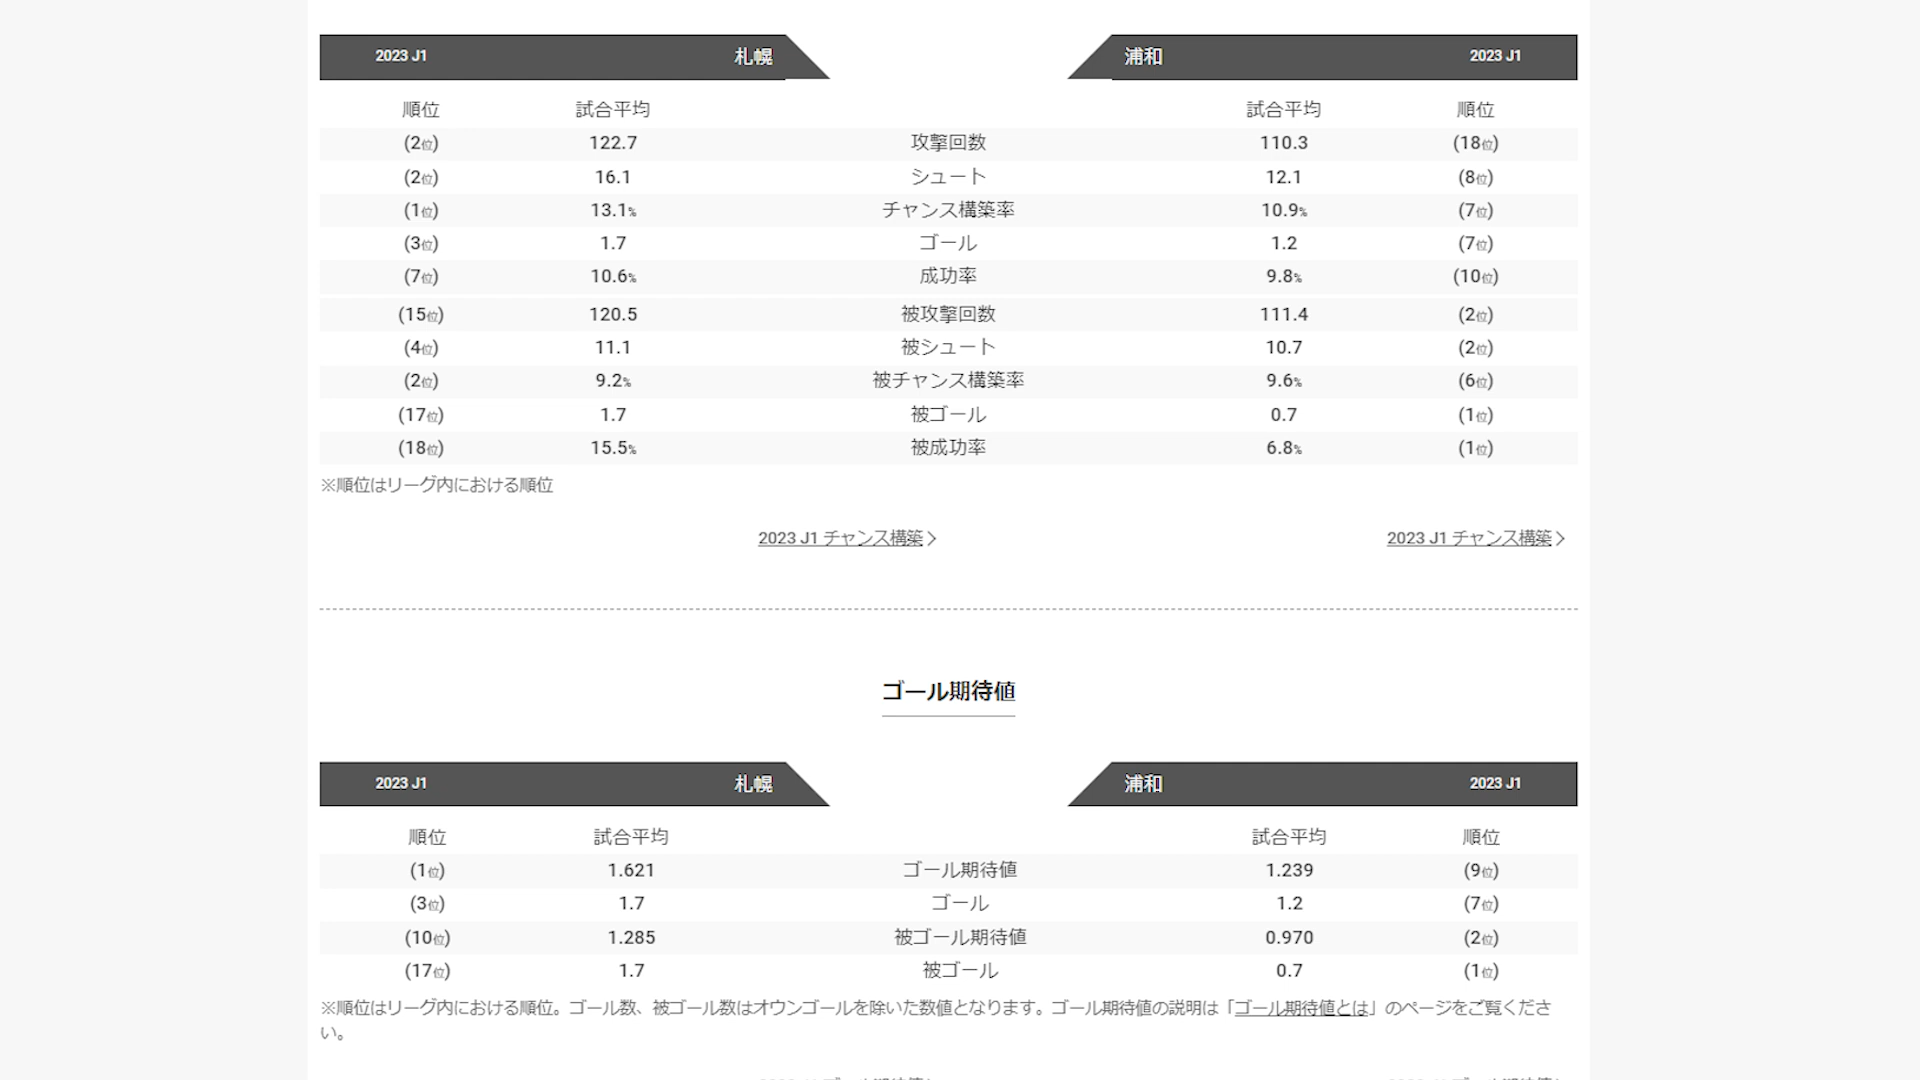 2023 J1 札幌 浦和 2023 J1
順位 試合平均 試合平均 順位
(2位) 122.7 攻撃回数 110.3 (18位)
(2位) 16.1 シュート 12.1 (8位)
(1位) 13.1% チャンス構築率 10.9% (7位)
(3位) 1.7 ゴール 1.2 (7位)
(7位) 10.6% 成功率 9.8% (10位)
(15位) 120.5 被攻撃回数 111.4 (2位)
(4位) 11.1 被シュート 10.7 (2位)
(2位) 9.2% 被チャンス構築率 9.6% (6位)
(17位) 1.7 被ゴール 0.7 (1位)
(18位) 15.5% 被成功率 6.8% (1位)
※順位はリーグ内における順位
2023 J1 チャンス構築 2023 J1 チャンス構築
ゴール期待値
2023 J1 札幌 浦和 2023 J1
順位 試合平均 試合平均 順位
(1位) 1.621 ゴール期待値 1.239 (9位)
(3位) 1.7 ゴール 1.2 (7位)
(10位) 1.285 被ゴール期待値 0.970 (2位)
(17位) 1.7 被ゴール 0.7 (1位)
※順位はリーグ内における順位。ゴール数、被ゴール数はオウンゴールを除いた数値となります。ゴール期待値の説明は「ゴール期待値とは」のページをご覧くださ
い。